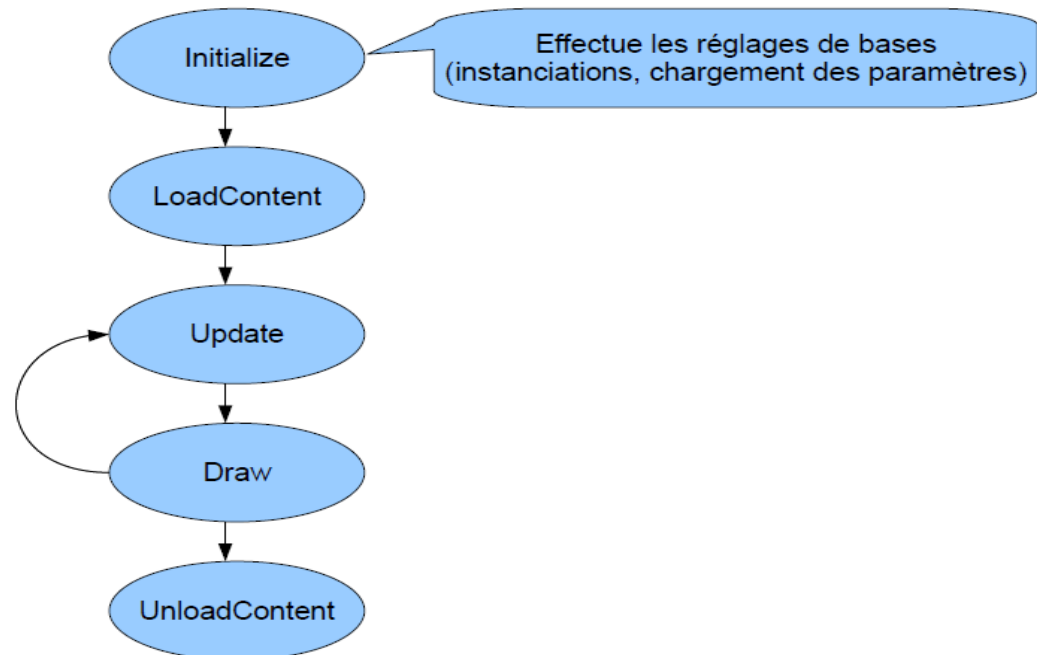 Initialize
Effectue les réglages de bases
(instanciations, chargement des paramètres)
LoadContent
Update
Draw
UnloadContent